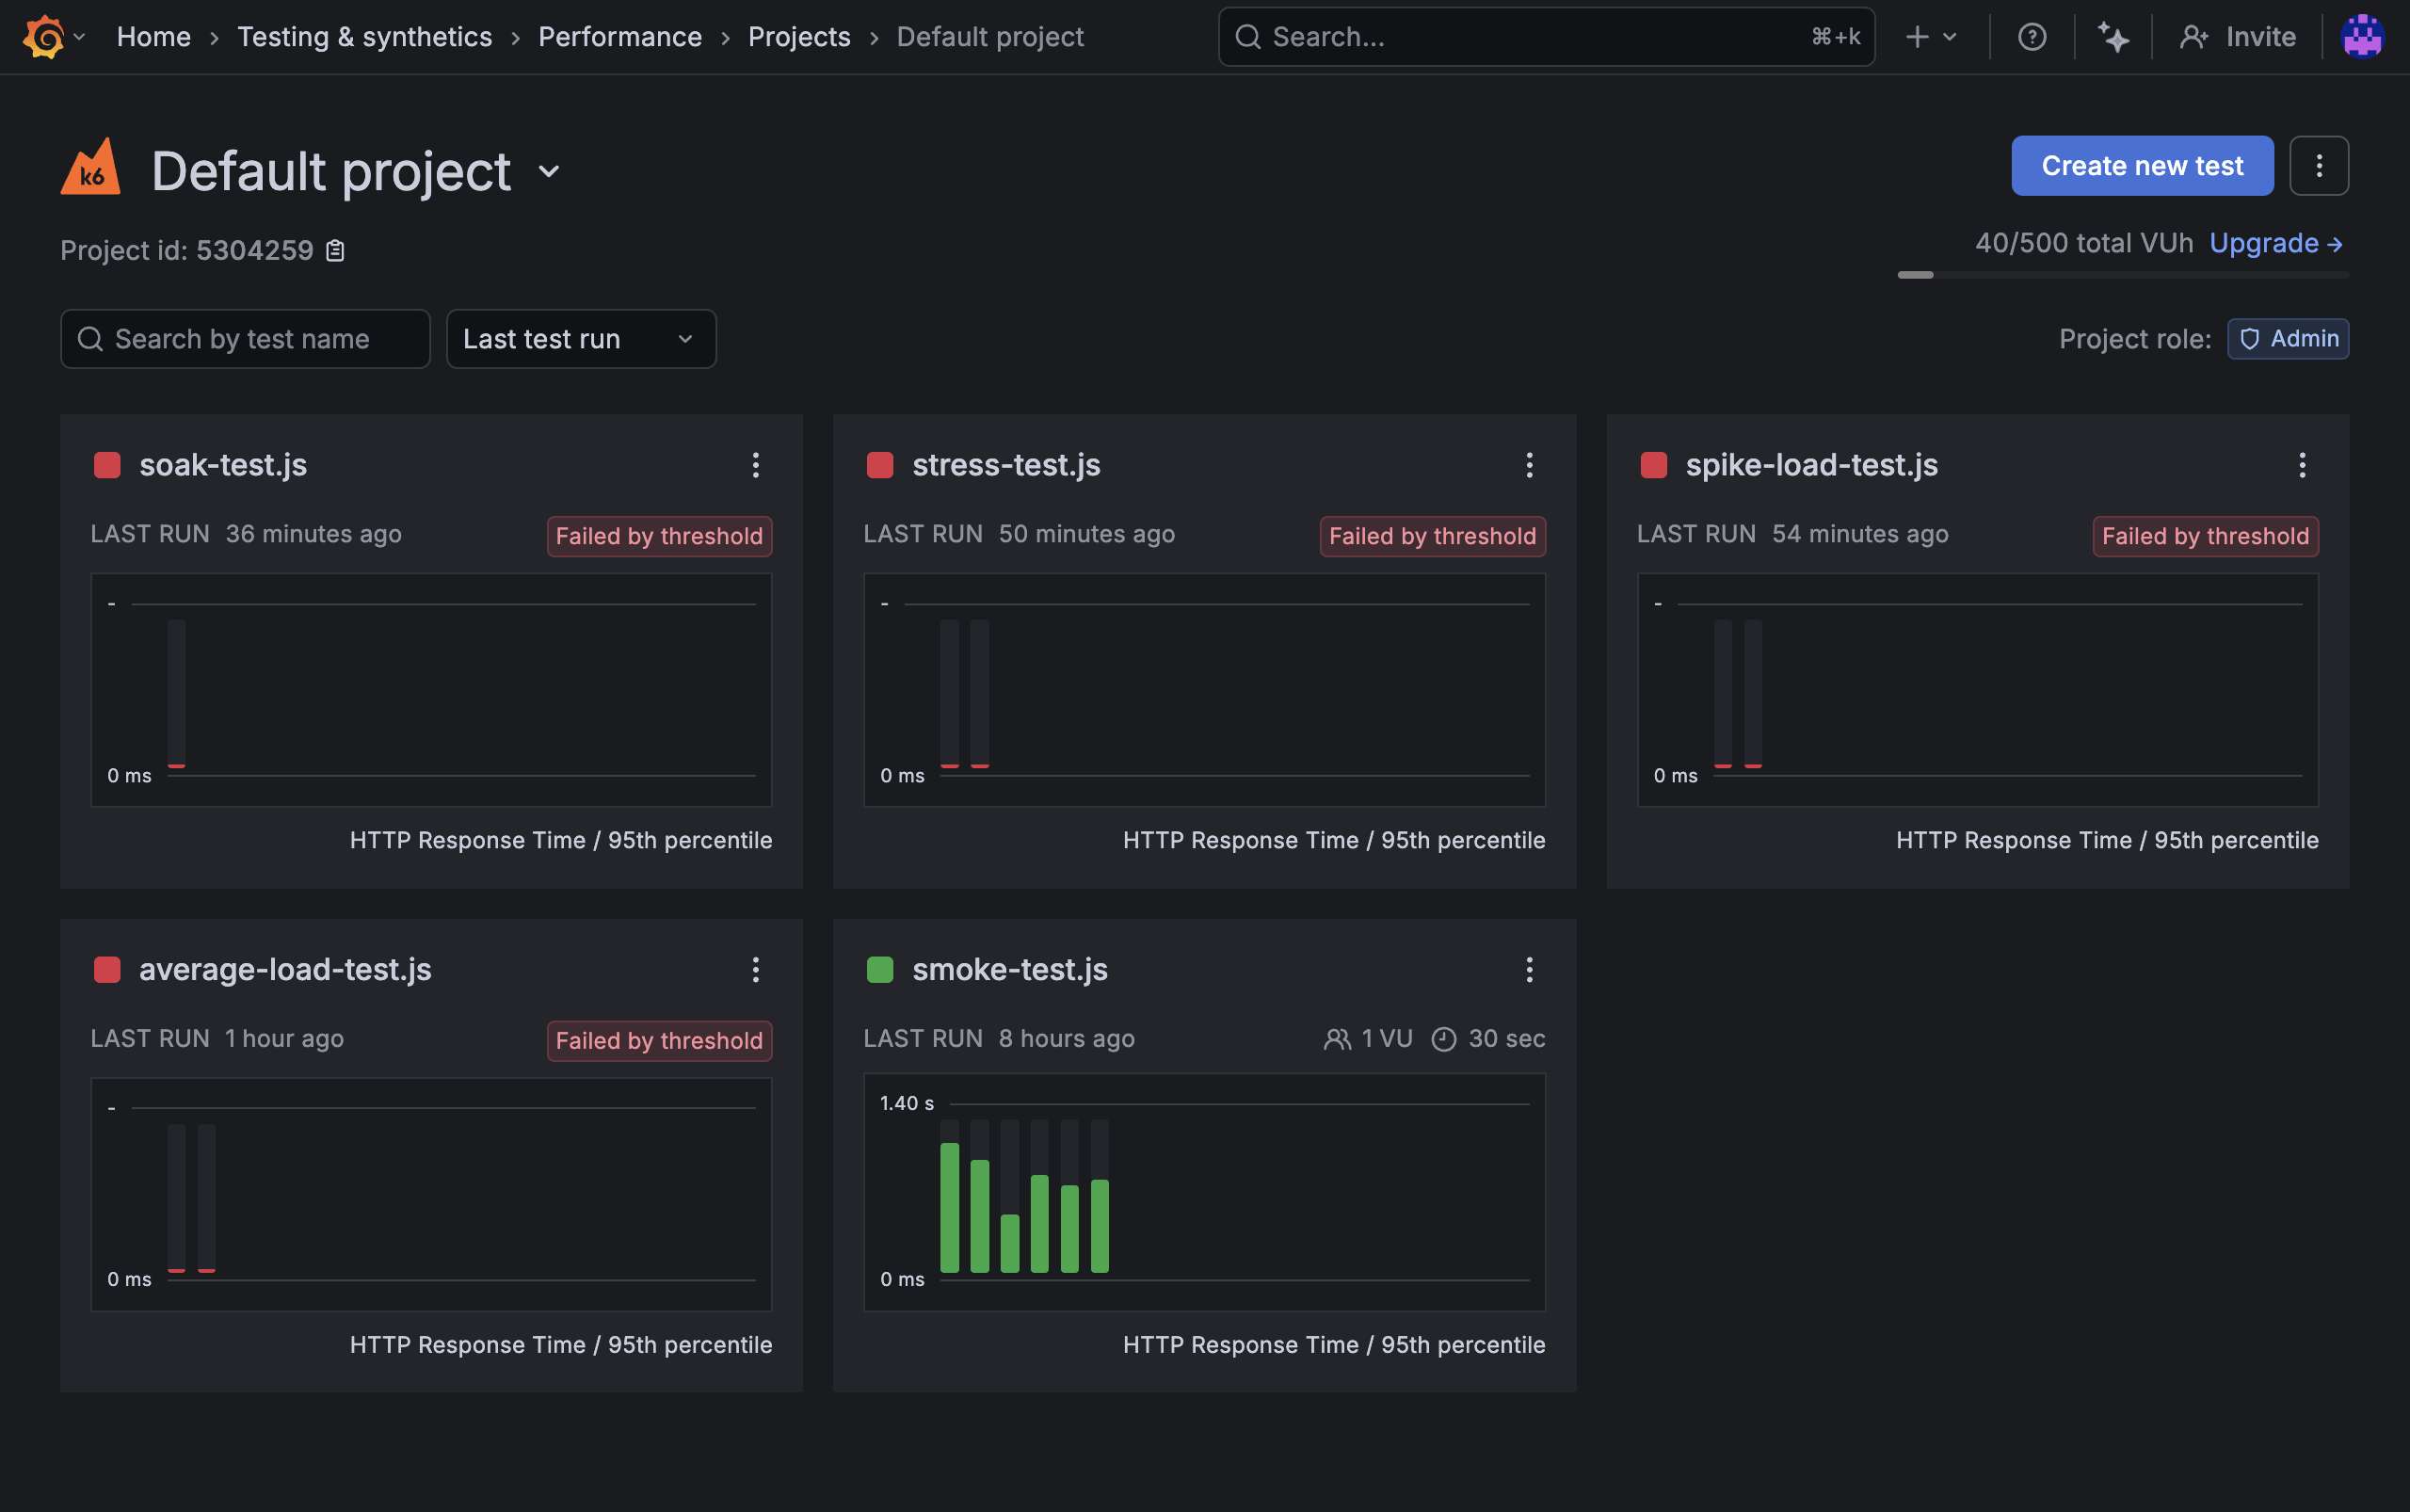 Home > Testing & synthetics > Performance > Projects > Default project
Search...
⌘+k
Invite
k6
Default project
Create new test
Project id: 5304259
40/500 total VUh Upgrade →
Search by test name
Last test run
Project role: Admin
soak-test.js
LAST RUN 36 minutes ago
Failed by threshold
-
0 ms
HTTP Response Time / 95th percentile
stress-test.js
LAST RUN 50 minutes ago
Failed by threshold
-
0 ms
HTTP Response Time / 95th percentile
spike-load-test.js
LAST RUN 54 minutes ago
Failed by threshold
-
0 ms
HTTP Response Time / 95th percentile
average-load-test.js
LAST RUN 1 hour ago
Failed by threshold
-
0 ms
HTTP Response Time / 95th percentile
smoke-test.js
LAST RUN 8 hours ago
1 VU 30 sec
1.40 s
0 ms
HTTP Response Time / 95th percentile